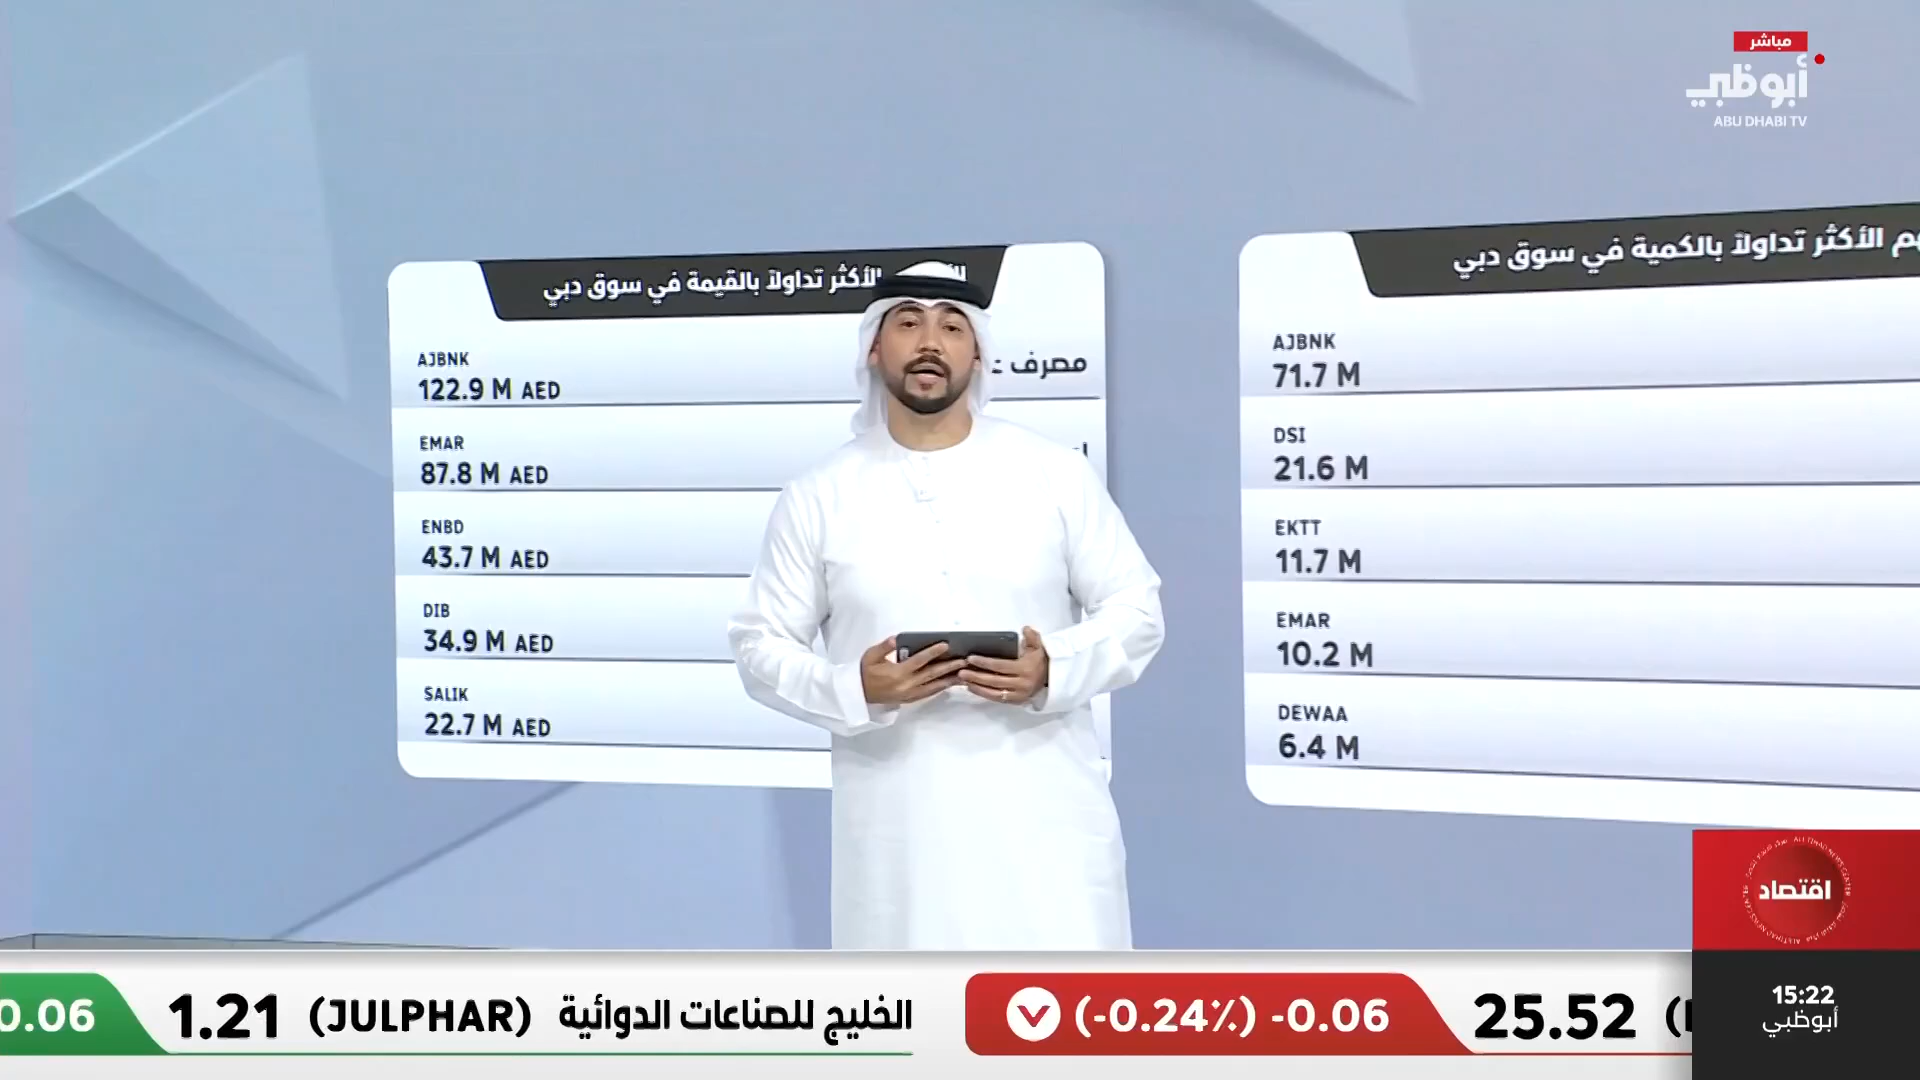 مباشر
أبوظبي
ABU DHABI TV
الأكثر تداولاً بالقيمة في سوق دبي
AJBNK
122.9 M AED
مصرف
EMAR
87.8 M AED
ENBD
43.7 M AED
DIB
34.9 M AED
SALIK
22.7 M AED
الأكثر تداولاً بالكمية في سوق دبي
AJBNK
71.7 M
DSI
21.6 M
EKTT
11.7 M
EMAR
10.2 M
DEWAA
6.4 M
اقتصاد
0.06 1.21 (JULPHAR) الخليج للصناعات الدوائية (-0.24٪) -0.06 25.52
15:22
أبوظبي